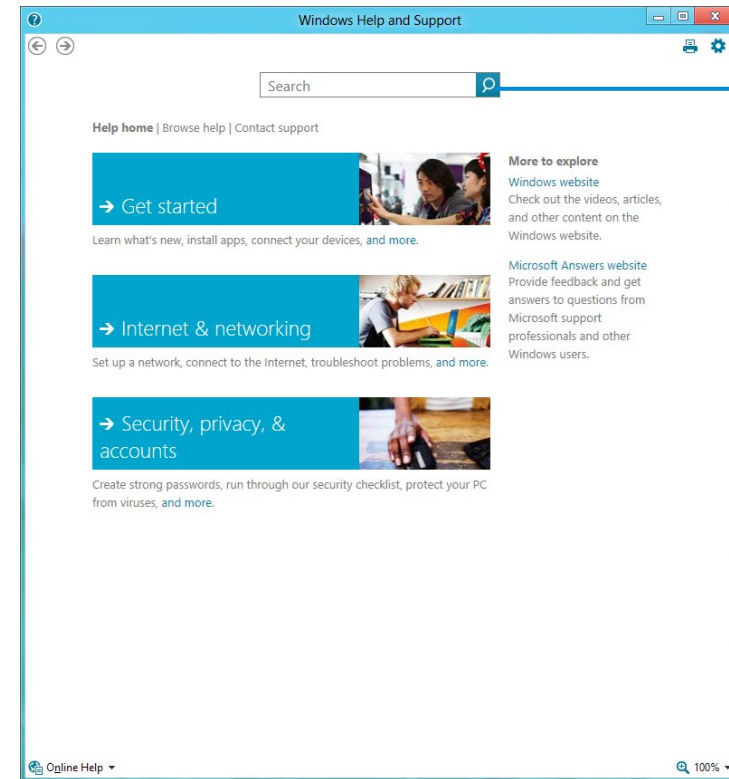 Windows Help and Support
Search
Help home | Browse help | Contact support
→ Get started
Learn what's new, install apps, connect your devices, and more.
→ Internet & networking
Set up a network, connect to the Internet, troubleshoot problems, and more.
→ Security, privacy, &
accounts
Create strong passwords, run through our security checklist, protect your PC
from viruses, and more.
More to explore
Windows website
Check out the videos, articles,
and other content on the
Windows website.
Microsoft Answers website
Provide feedback and get
answers to questions from
Microsoft support
professionals and other
Windows users.
Online Help
100%